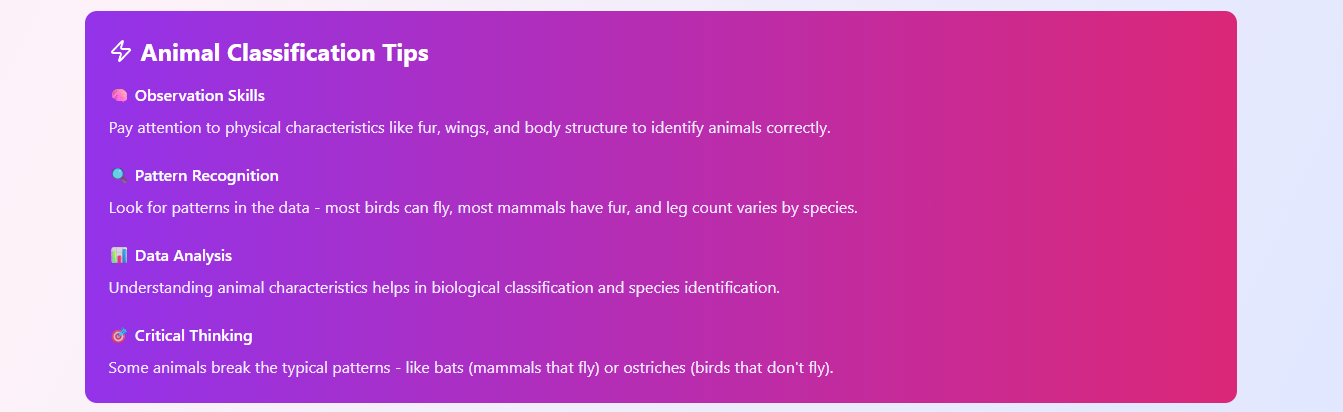 Animal Classification Tips
🧠 Observation Skills
Pay attention to physical characteristics like fur, wings, and body structure to identify animals correctly.
🔍 Pattern Recognition
Look for patterns in the data - most birds can fly, most mammals have fur, and leg count varies by species.
📊 Data Analysis
Understanding animal characteristics helps in biological classification and species identification.
🎯 Critical Thinking
Some animals break the typical patterns - like bats (mammals that fly) or ostriches (birds that don't fly).